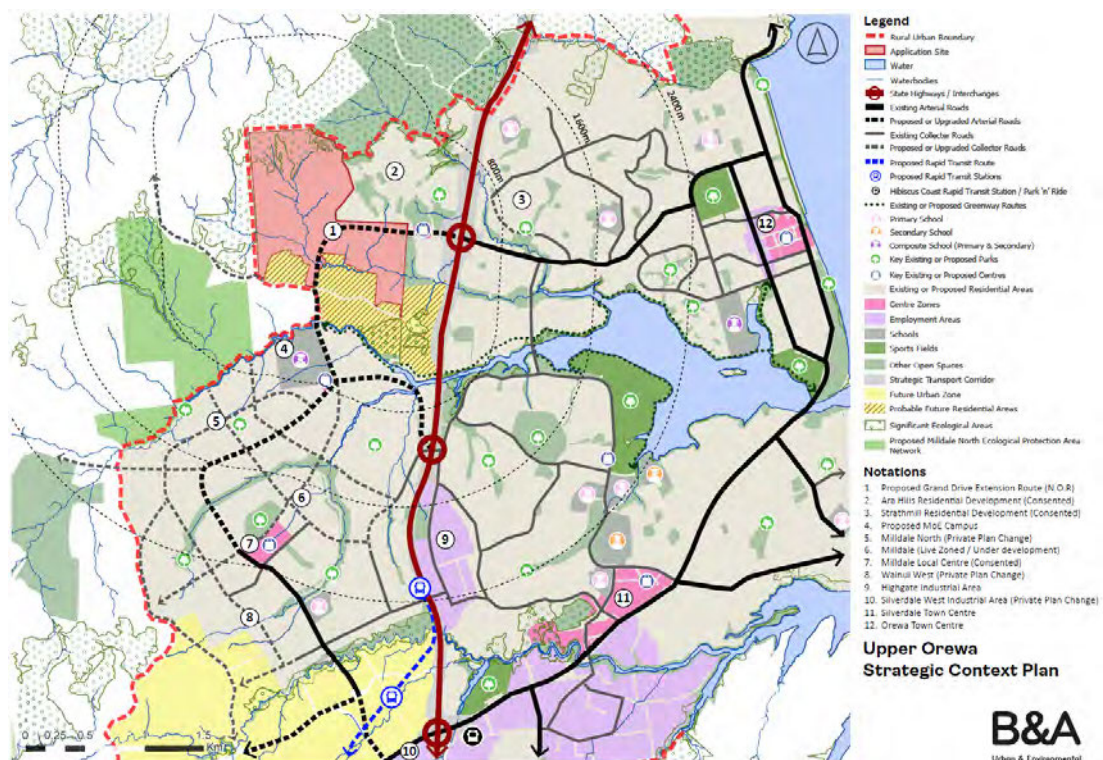 800m
1600m
2400m
1
2
3
4
5
6
7
8
9
10
11
12
0 0.25 0.5 1 1.5
Km
Legend
Rural Urban Boundary
Application Site
Water
Waterbodies
State Highways / Interchanges
Existing Arterial Roads
Proposed or Upgraded Arterial Roads
Existing Collector Roads
Proposed or Upgraded Collector Roads
Proposed Rapid Transit Route
Proposed Rapid Transit Stations
Hibiscus Coast Rapid Transit Station / Park 'n' Ride
Existing or Proposed Greenway Routes
Primary School
Secondary School
Composite School (Primary & Secondary)
Key Existing or Proposed Parks
Key Existing or Proposed Centres
Existing or Proposed Residential Areas
Centre Zones
Employment Areas
Schools
Sports Fields
Other Open Spaces
Strategic Transport Corridor
Future Urban Zone
Probable Future Residential Areas
Significant Ecological Areas
Proposed Milldale North Ecological Protection Area
Network
Notations
1. Proposed Grand Drive Extension Route (N.O.R)
2. Ara Hills Residential Development (Consented)
3. Strathmill Residential Development (Consented)
4. Proposed MoE Campus
5. Milldale North (Private Plan Change)
6. Milldale (Live Zoned / Under development)
7. Milldale Local Centre (Consented)
8. Wainui West (Private Plan Change)
9. Highgate Industrial Area
10. Silverdale West Industrial Area (Private Plan Change)
11. Silverdale Town Centre
12. Orewa Town Centre
Upper Orewa
Strategic Context Plan
B&A
Urban & Environmental